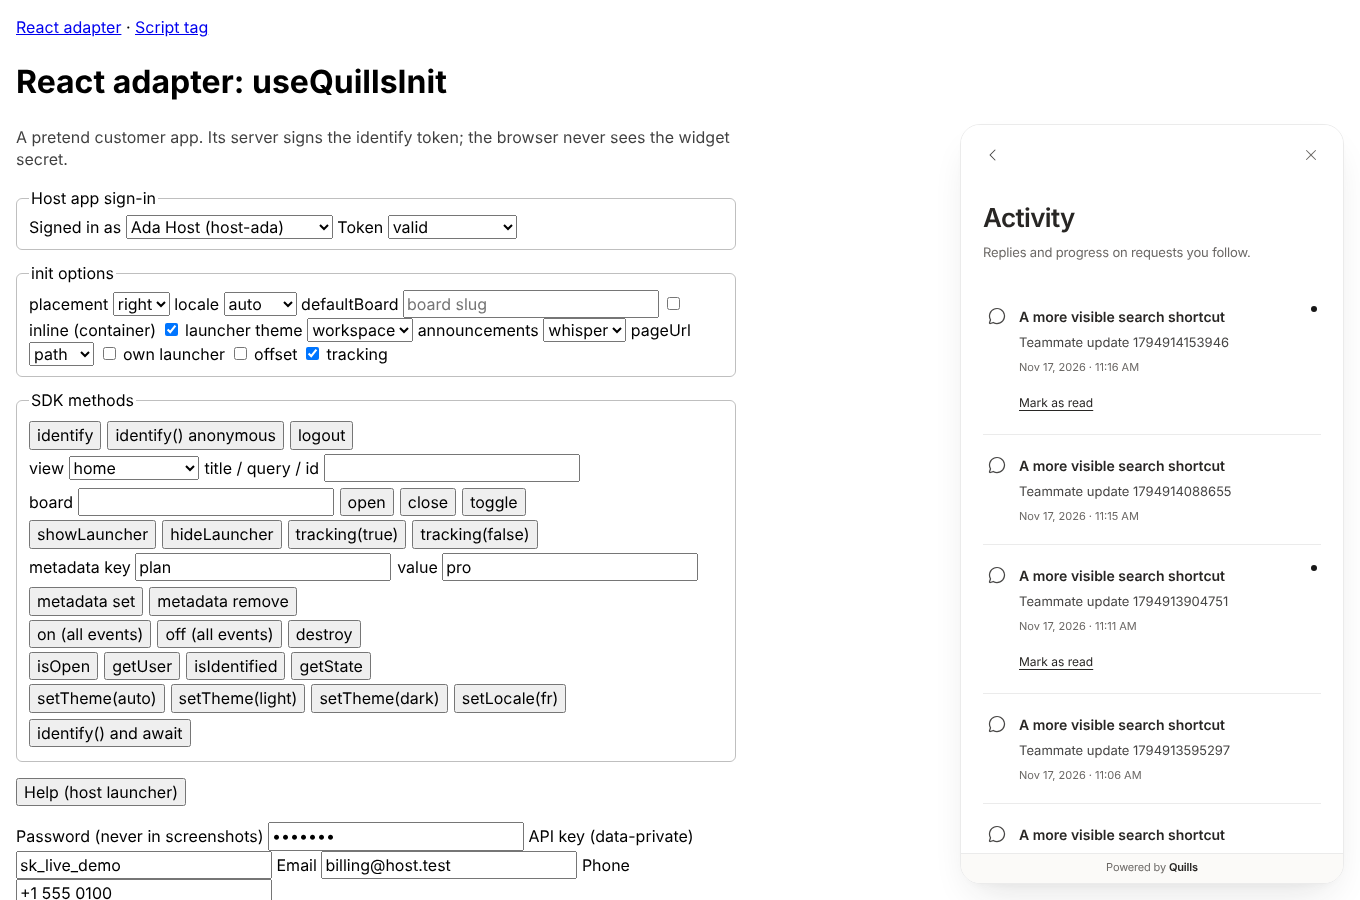 React adapter · Script tag
React adapter: useQuillsInit
A pretend customer app. Its server signs the identify token; the browser never sees the widget
secret.
Host app sign-in
Signed in as Ada Host (host-ada) Token valid
init options
placement right locale auto defaultBoard board slug
inline (container) launcher theme workspace announcements whisper pageUrl
path own launcher offset tracking
SDK methods
identify identify() anonymous logout
view home title / query / id
board open close toggle
showLauncher hideLauncher tracking(true) tracking(false)
metadata key plan value pro
metadata set metadata remove
on (all events) off (all events) destroy
isOpen getUser isIdentified getState
setTheme(auto) setTheme(light) setTheme(dark) setLocale(fr)
identify() and await
Help (host launcher)
Password (never in screenshots) ••••••• API key (data-private)
sk_live_demo Email billing@host.test Phone
+1 555 0100
Activity
Replies and progress on requests you follow.
A more visible search shortcut
Teammate update 1794914153946
Nov 17, 2026 · 11:16 AM
Mark as read
A more visible search shortcut
Teammate update 1794914088655
Nov 17, 2026 · 11:15 AM
A more visible search shortcut
Teammate update 1794913904751
Nov 17, 2026 · 11:11 AM
Mark as read
A more visible search shortcut
Teammate update 1794913595297
Nov 17, 2026 · 11:06 AM
A more visible search shortcut
Powered by Quills